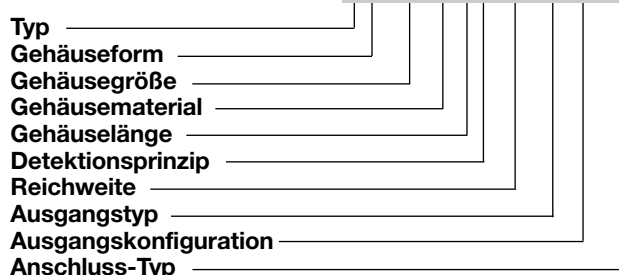 Typ
Gehäuseform
Gehäusegröße
Gehäusematerial
Gehäuselänge
Detektionsprinzip
Reichweite
Ausgangstyp
Ausgangskonfiguration
Anschluss-Typ